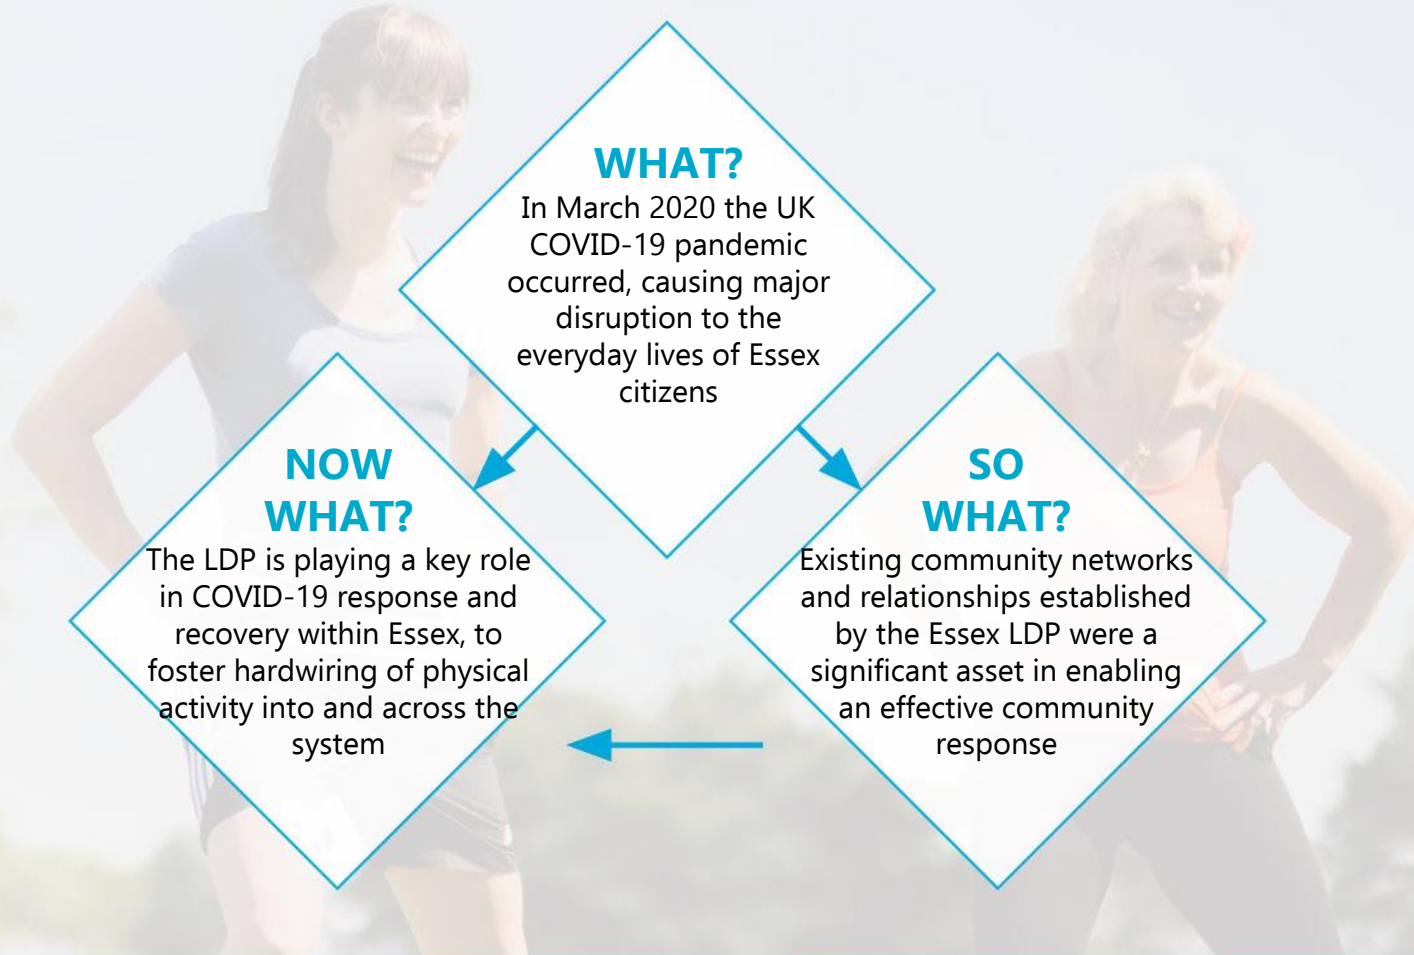 WHAT?
In March 2020 the UK
COVID-19 pandemic
occurred, causing major
disruption to the
everyday lives of Essex
citizens
NOW
WHAT?
The LDP is playing a key role
in COVID-19 response and
recovery within Essex, to
foster hardwiring of physical
activity into and across the
system
SO
WHAT?
Existing community networks
and relationships established
by the Essex LDP were a
significant asset in enabling
an effective community
response